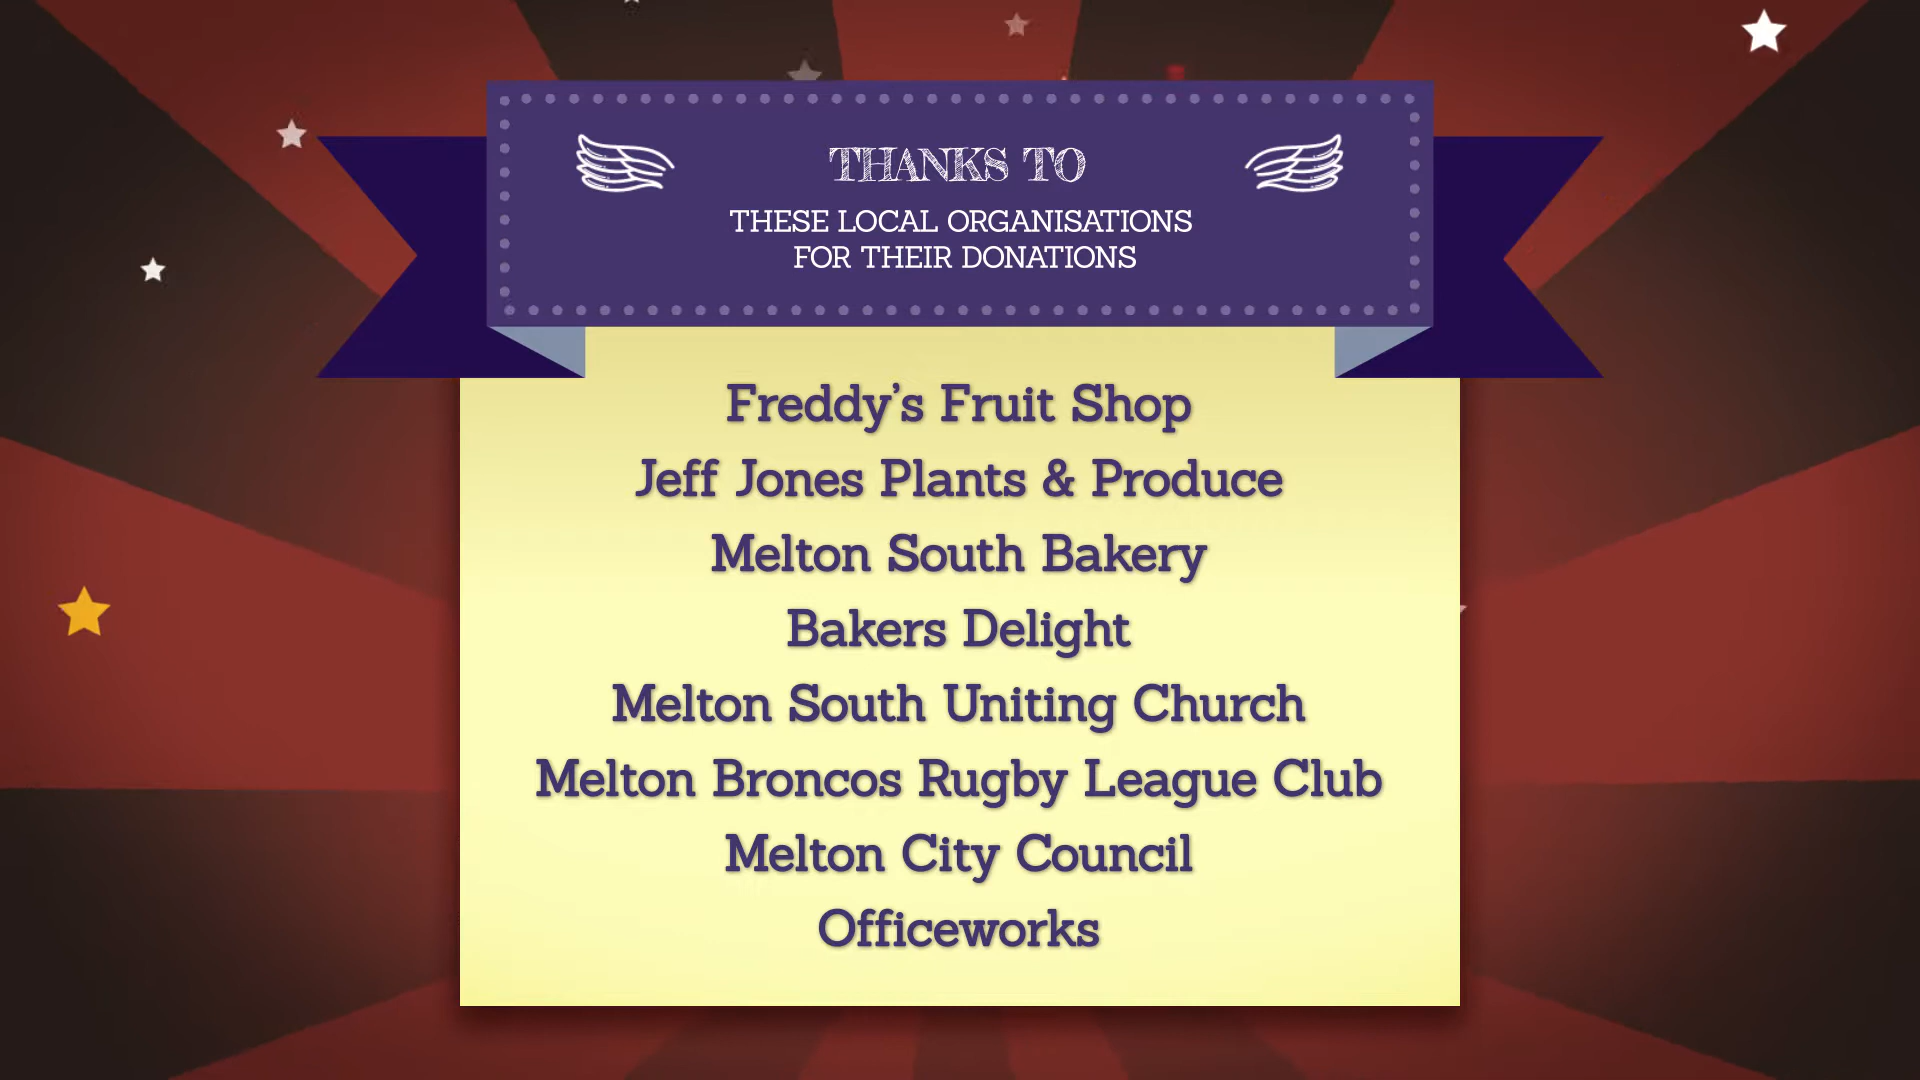 THANKS TO
THESE LOCAL ORGANISATIONS
FOR THEIR DONATIONS
Freddy’s Fruit Shop
Jeff Jones Plants & Produce
Melton South Bakery
Bakers Delight
Melton South Uniting Church
Melton Broncos Rugby League Club
Melton City Council
Officeworks